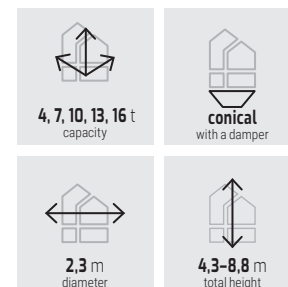 4, 7, 10, 13, 16 t
capacity
conical
with a damper
2,3 m
diameter
4,3–8,8 m
total height